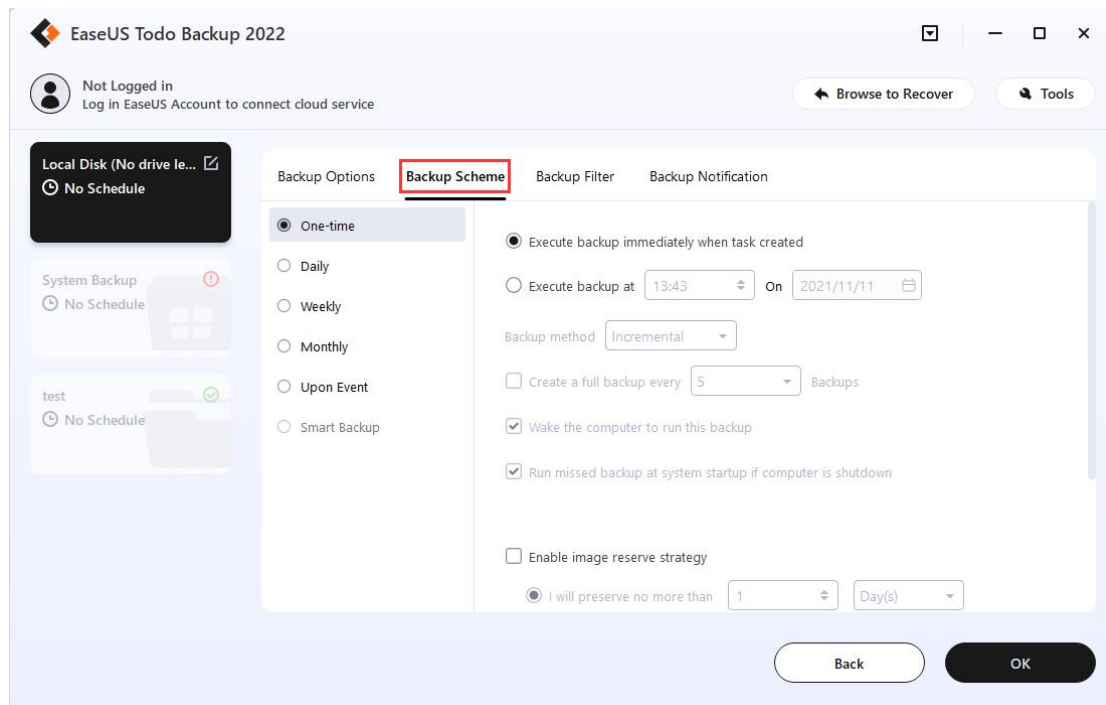 EaseUS Todo Backup 2022
Not Logged in
Log in EaseUS Account to connect cloud service
Browse to Recover
Tools
Local Disk (No drive le...
No Schedule
System Backup
No Schedule
test
No Schedule
Backup Options Backup Scheme Backup Filter Backup Notification
One-time
Daily
Weekly
Monthly
Upon Event
Smart Backup
Execute backup immediately when task created
Execute backup at 13:43 On 2021/11/11
Backup method Incremental
Create a full backup every 5 Backups
Wake the computer to run this backup
Run missed backup at system startup if computer is shutdown
Enable image reserve strategy
I will preserve no more than 1 Day(s)
Back
OK